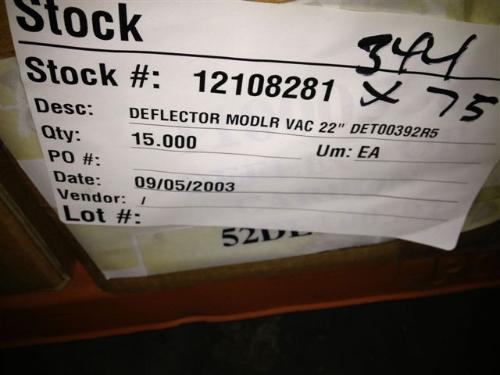 Stock
Stock #: 12108281
344
x 75
Desc: DEFLECTOR MODLR VAC 22" DET00392R5
Qty: 15.000 Um: EA
PO #:
Date: 09/05/2003
Vendor: /
Lot #: